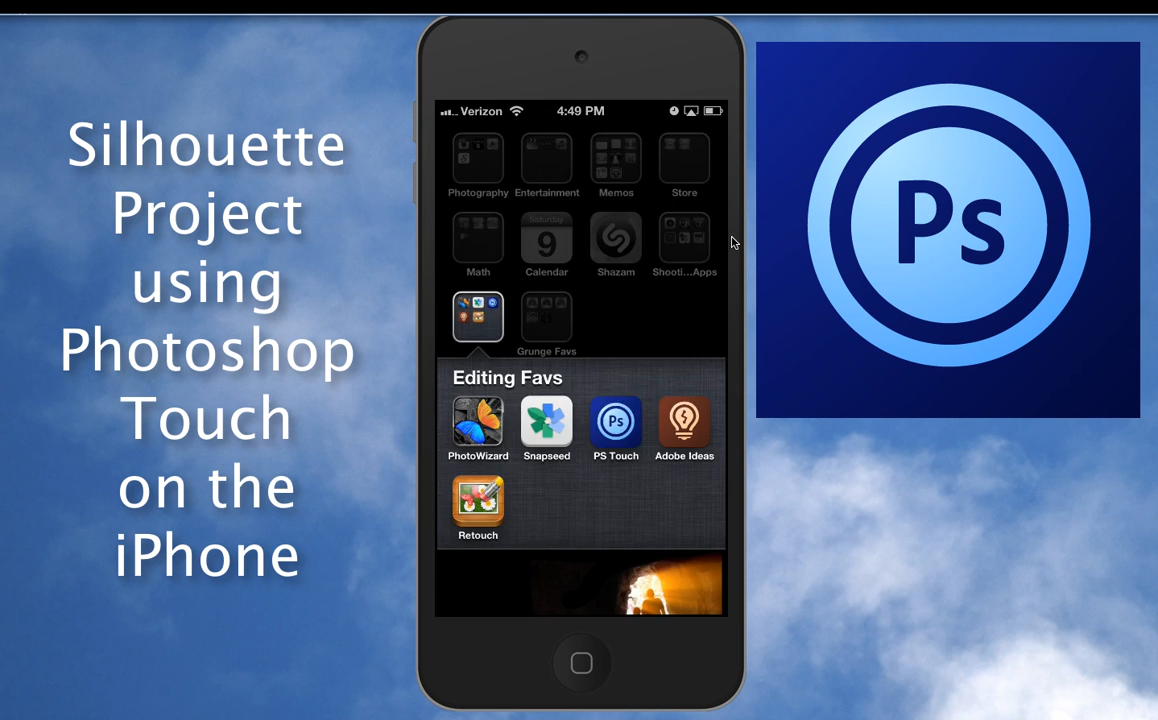 Silhouette
Project
using
Photoshop
Touch
on the
iPhone
Verizon 4:49 PM
Photography Entertainment Memos Store
Saturday
9
Math Calendar Shazam Shooti...Apps
Grunge Favs
Editing Favs
Ps
PhotoWizard Snapseed PS Touch Adobe Ideas
Retouch
Ps